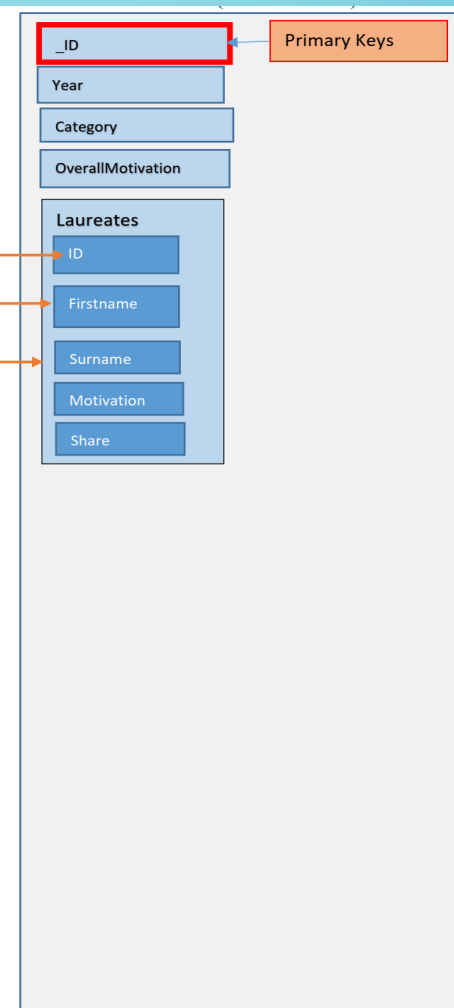 _ID
Primary Keys
Year
Category
OverallMotivation
Laureates
ID
Firstname
Surname
Motivation
Share